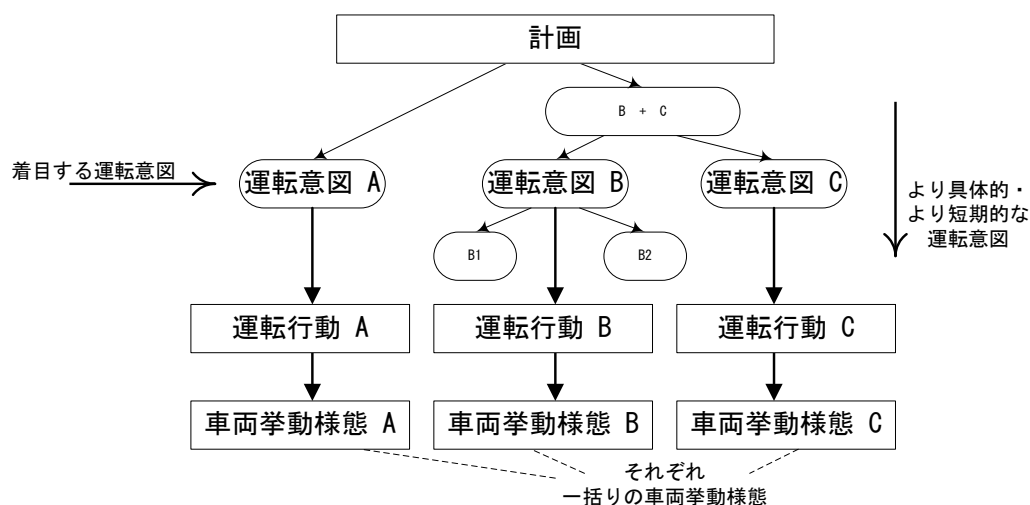 計画
B + C
着目する運転意図
運転意図 A
運転意図 B
運転意図 C
より具体的・
より短期的な
運転意図
B1
B2
運転行動 A
運転行動 B
運転行動 C
車両挙動様態 A
車両挙動様態 B
車両挙動様態 C
それぞれ
一括りの車両挙動様態